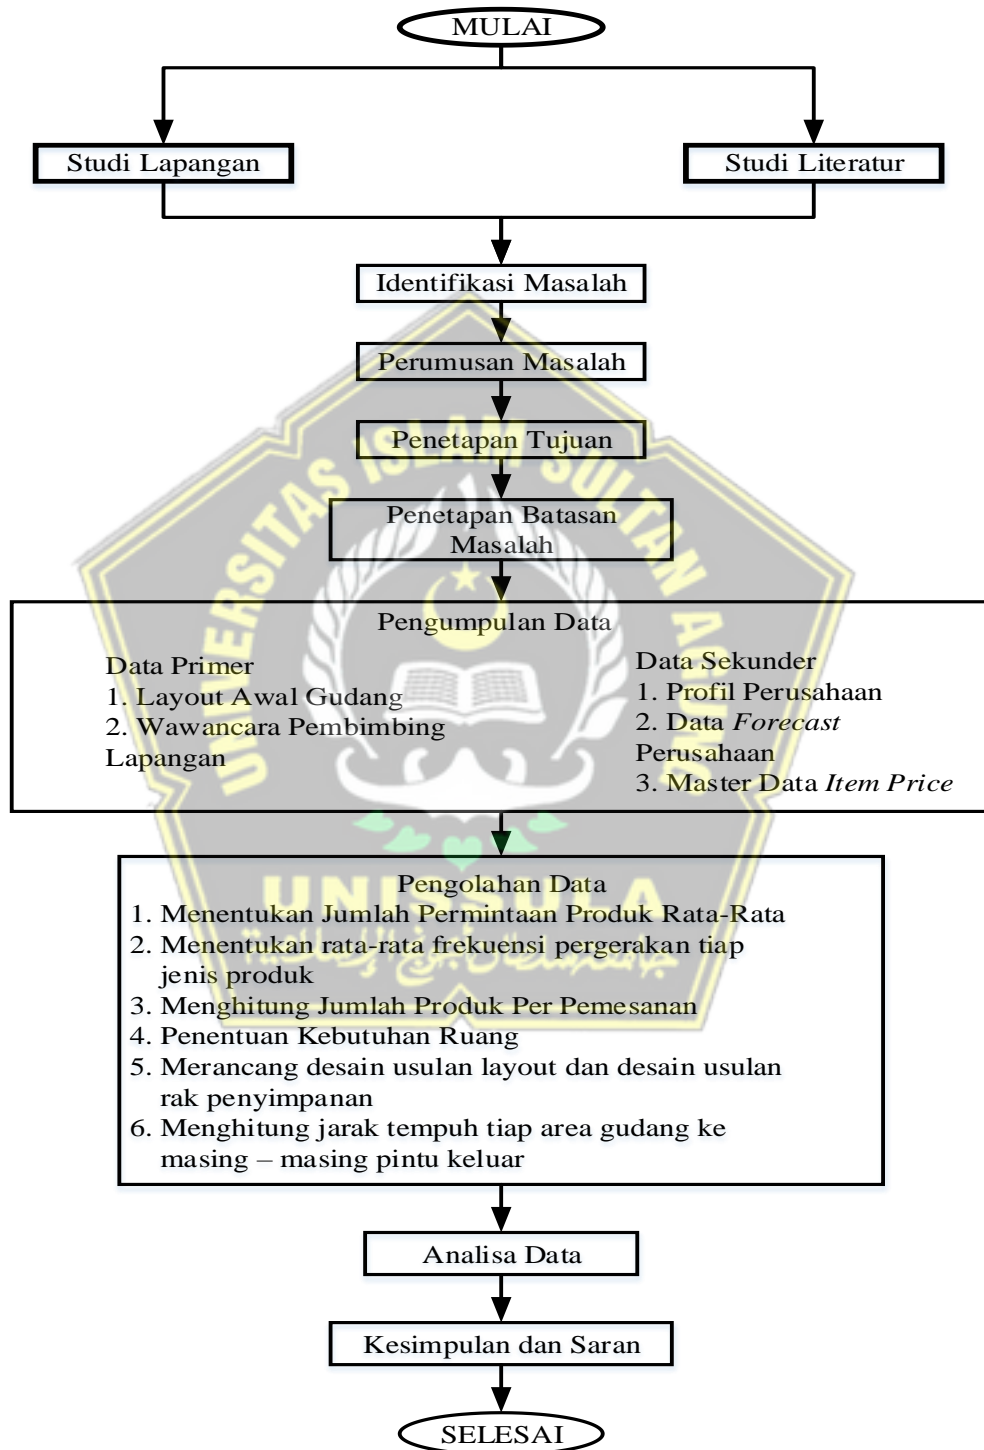 MULAI
Studi Lapangan
Studi Literatur
Identifikasi Masalah
Perumusan Masalah
Penetapan Tujuan
Penetapan Batasan
Masalah
Pengumpulan Data
Data Primer
1. Layout Awal Gudang
2. Wawancara Pembimbing
Lapangan
Data Sekunder
1. Profil Perusahaan
2. Data Forecast
Perusahaan
3. Master Data Item Price
Pengolahan Data
1. Menentukan Jumlah Permintaan Produk Rata-Rata
2. Menentukan rata-rata frekuensi pergerakan tiap
jenis produk
3. Menghitung Jumlah Produk Per Pemesanan
4. Penentuan Kebutuhan Ruang
5. Merancang desain usulan layout dan desain usulan
rak penyimpanan
6. Menghitung jarak tempuh tiap area gudang ke
masing – masing pintu keluar
Analisa Data
Kesimpulan dan Saran
SELESAI
UNIVERSITAS ISLAM SULTAN AGUNG
UNISSULA